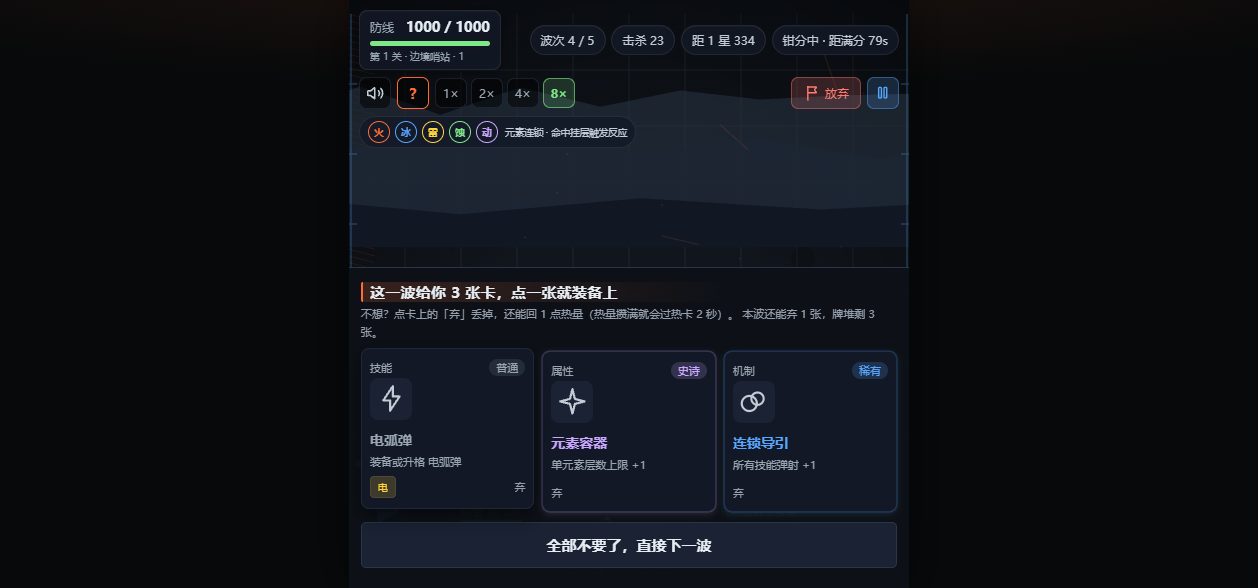 防线 1000 / 1000
第 1 关 · 边境哨站 · 1
波次 4 / 5
击杀 23
距 1 星 334
钳分中 · 距满分 79s
?
1×
2×
4×
8×
放弃
火 冰 雷 蚀 动 元素连锁 · 命中挂层触发反应
这一波给你 3 张卡，点一张就装备上
不想？点卡上的「弃」丢掉，还能回 1 点热量（热量攒满就会过热卡 2 秒）。 本波还能弃 1 张，牌堆剩 3
张。
技能 普通
电弧弹
装备或升格 电弧弹
电 弃
属性 史诗
元素容器
单元素层数上限 +1
弃
机制 稀有
连锁导引
所有技能弹射 +1
弃
全部不要了，直接下一波